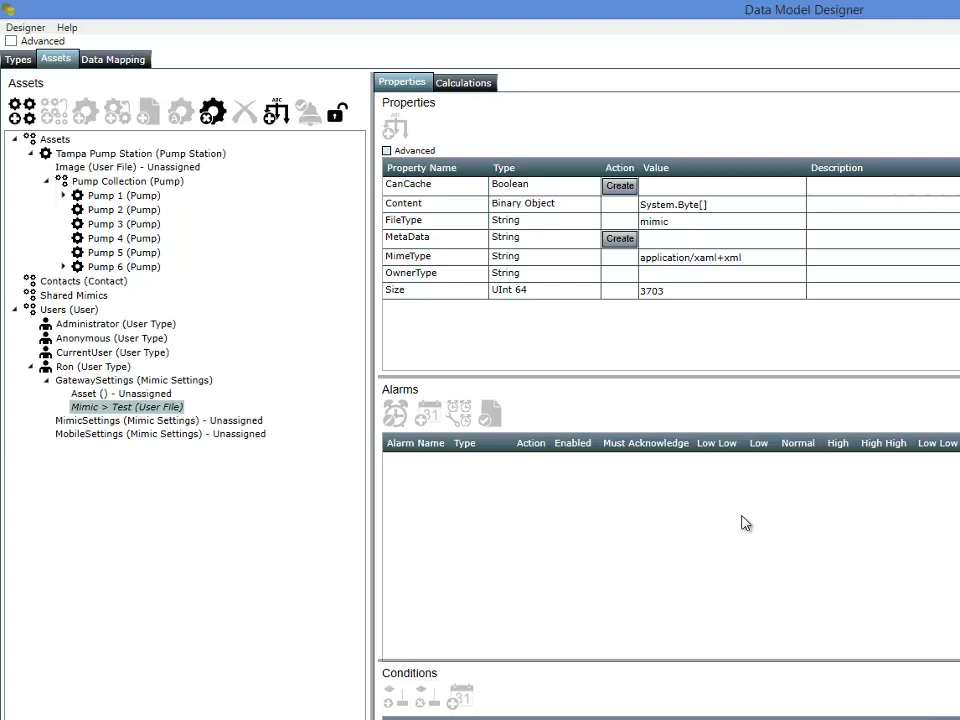 Data Model Designer
Designer Help
Advanced
Types Assets Data Mapping
Assets
Assets
Tampa Pump Station (Pump Station)
Image (User File) - Unassigned
Pump Collection (Pump)
Pump 1 (Pump)
Pump 2 (Pump)
Pump 3 (Pump)
Pump 4 (Pump)
Pump 5 (Pump)
Pump 6 (Pump)
Contacts (Contact)
Shared Mimics
Users (User)
Administrator (User Type)
Anonymous (User Type)
CurrentUser (User Type)
Ron (User Type)
GatewaySettings (Mimic Settings)
Asset () - Unassigned
Mimic > Test (User File)
MimicSettings (Mimic Settings) - Unassigned
MobileSettings (Mimic Settings) - Unassigned
Properties Calculations
Properties
ABC
Advanced
Property Name Type Action Value Description
CanCache Boolean Create
Content Binary Object System.Byte[]
FileType String mimic
MetaData String Create
MimeType String application/xaml+xml
OwnerType String
Size UInt 64 3703
Alarms
31
Alarm Name Type Action Enabled Must Acknowledge Low Low Low Normal High High High Low Low
Conditions
31